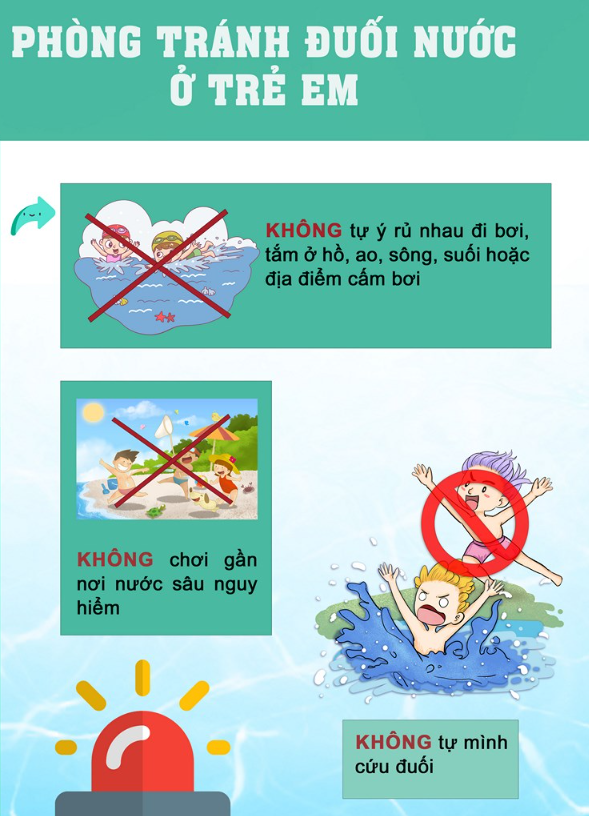 PHÒNG TRÁNH ĐUỐI NƯỚC
Ở TRẺ EM
KHÔNG tự ý rủ nhau đi bơi,
tắm ở hồ, ao, sông, suối hoặc
địa điểm cấm bơi
KHÔNG chơi gần
nơi nước sâu nguy
hiểm
KHÔNG tự mình
cứu đuối